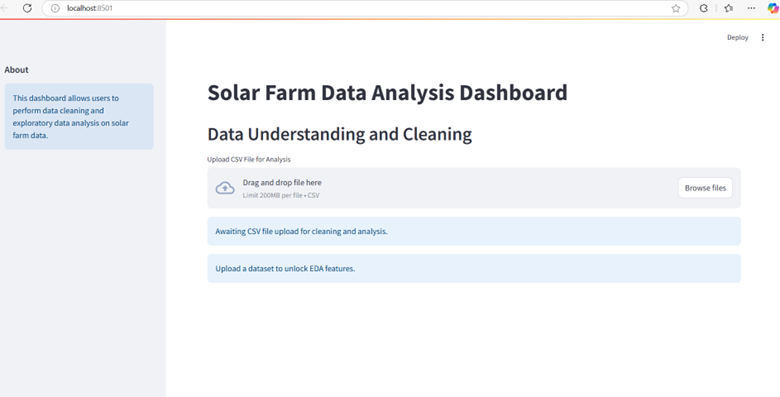 localhost:8501
Deploy
About
This dashboard allows users to
perform data cleaning and
exploratory data analysis on solar
farm data.
Solar Farm Data Analysis Dashboard
Data Understanding and Cleaning
Upload CSV File for Analysis
Drag and drop file here
Limit 200MB per file • CSV
Browse files
Awaiting CSV file upload for cleaning and analysis.
Upload a dataset to unlock EDA features.